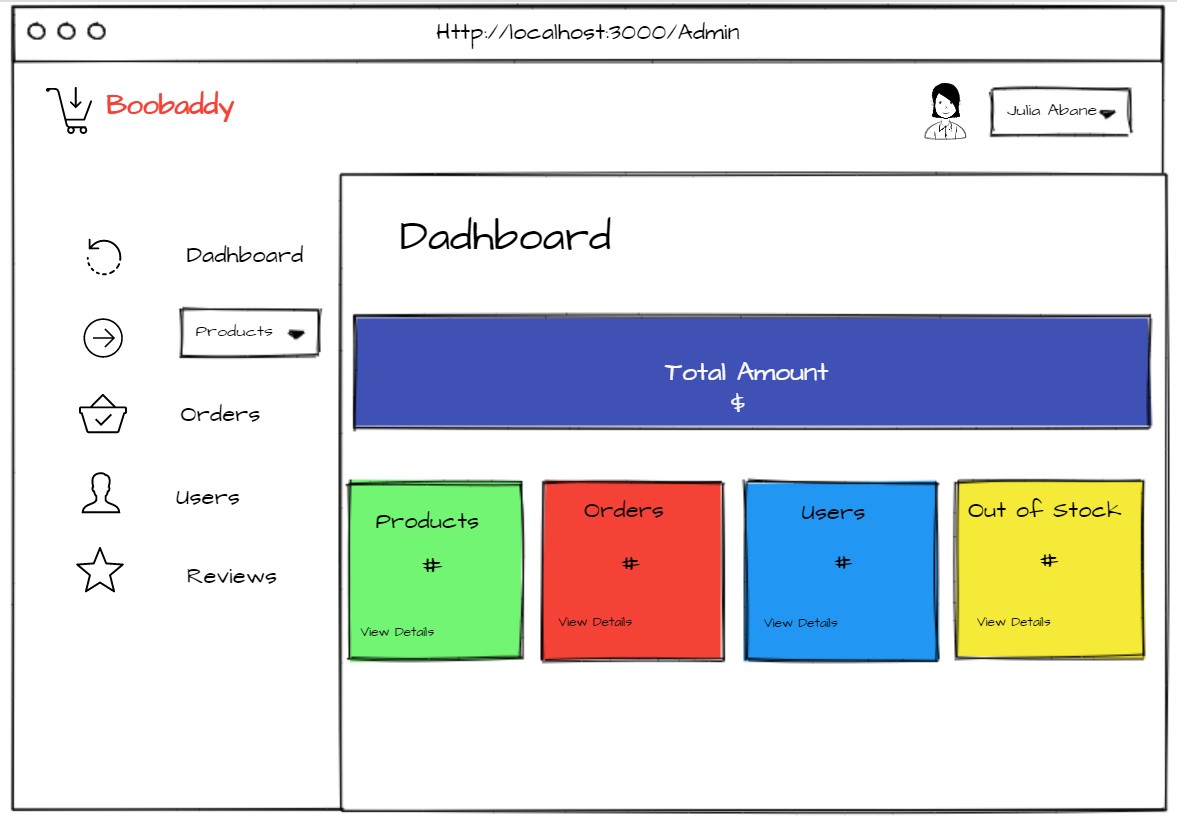 Http://localhost:3000/Admin
Boobaddy
Julia Abane
Dadhboard
Products
Orders
Users
Reviews
Dadhboard
Total Amount
$
Products
#
View Details
Orders
#
View Details
Users
#
View Details
Out of Stock
#
View Details